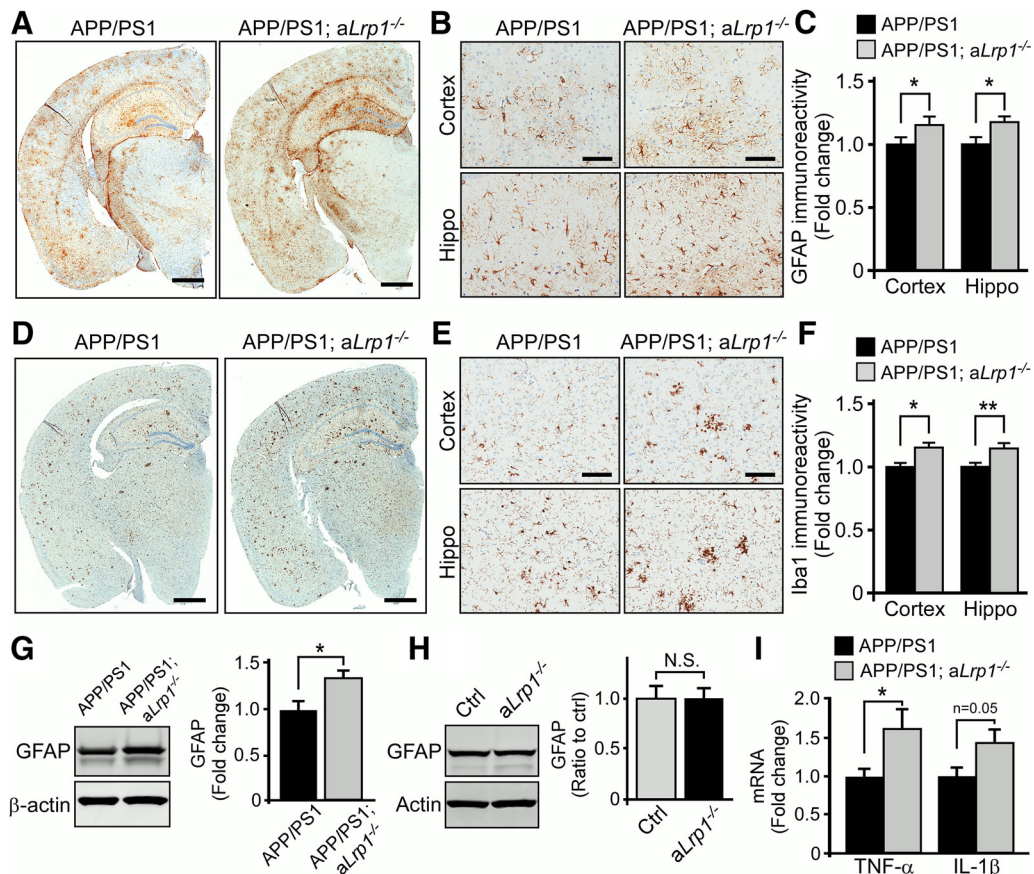 A
APP/PS1
APP/PS1; aLrp1-/-
B
APP/PS1
APP/PS1; aLrp1-/-
Cortex
Hippo
C
APP/PS1
APP/PS1; aLrp1-/-
GFAP immunoreactivity
(Fold change)
1.5
1.0
0.5
0
*
*
Cortex
Hippo
D
APP/PS1
APP/PS1; aLrp1-/-
E
APP/PS1
APP/PS1; aLrp1-/-
Cortex
Hippo
F
APP/PS1
APP/PS1; aLrp1-/-
Iba1 immunoreactivity
(Fold change)
1.5
1.0
0.5
0
*
**
Cortex
Hippo
G
APP/PS1
APP/PS1;
aLrp1-/-
GFAP
β-actin
GFAP
(Fold change)
1.5
1.0
0.5
0
*
APP/PS1
APP/PS1;
aLrp1-/-
H
Ctrl
aLrp1-/-
GFAP
Actin
GFAP
(Ratio to ctrl)
1.0
0.5
0
N.S.
Ctrl
aLrp1-/-
I
APP/PS1
APP/PS1; aLrp1-/-
mRNA
(Fold change)
2.0
1.5
1.0
0.5
0
*
n=0.05
TNF-α
IL-1β